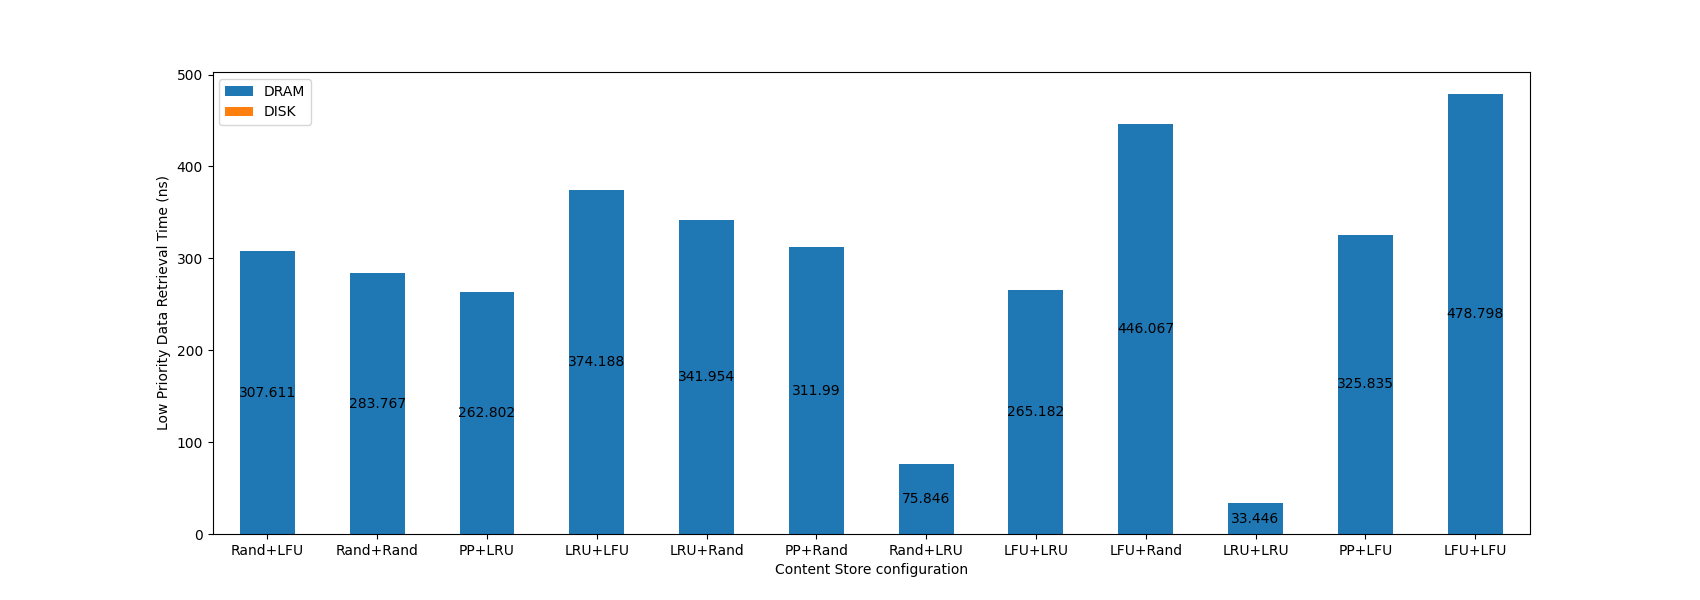 500
400
300
200
100
0
Low Priority Data Retrieval Time (ns)
DRAM
DISK
307.611
283.767
262.802
374.188
341.954
311.99
75.846
265.182
446.067
33.446
325.835
478.798
Rand+LFU
Rand+Rand
PP+LRU
LRU+LFU
LRU+Rand
PP+Rand
Rand+LRU
LFU+LRU
LFU+Rand
LRU+LRU
PP+LFU
LFU+LFU
Content Store configuration